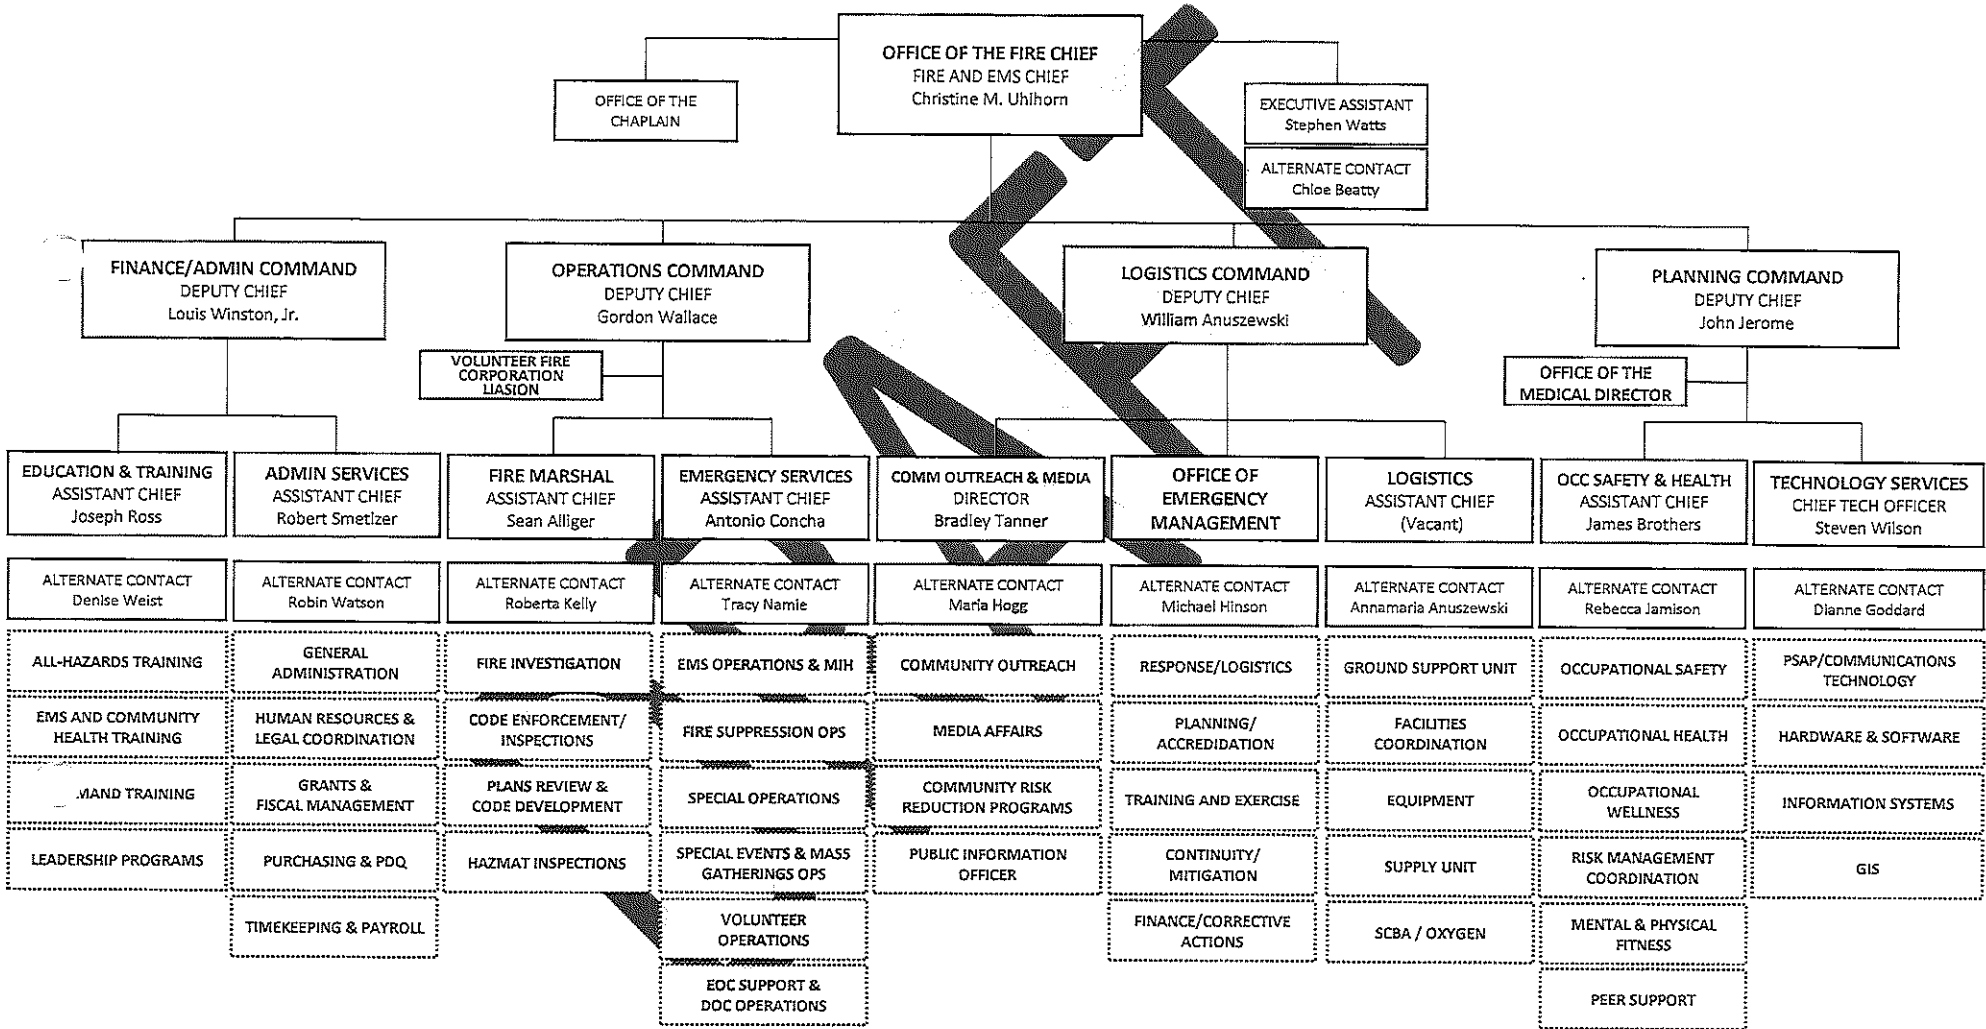 OFFICE OF THE FIRE CHIEF
FIRE AND EMS CHIEF
Christine M. Uhlhorn
OFFICE OF THE
CHAPLAIN
EXECUTIVE ASSISTANT
Stephen Watts
ALTERNATE CONTACT
Chloe Beatty
FINANCE/ADMIN COMMAND
DEPUTY CHIEF
Louis Winston, Jr.
OPERATIONS COMMAND
DEPUTY CHIEF
Gordon Wallace
LOGISTICS COMMAND
DEPUTY CHIEF
William Anuszewski
PLANNING COMMAND
DEPUTY CHIEF
John Jerome
VOLUNTEER FIRE
CORPORATION
LIASION
OFFICE OF THE
MEDICAL DIRECTOR
EDUCATION & TRAINING
ASSISTANT CHIEF
Joseph Ross
ADMIN SERVICES
ASSISTANT CHIEF
Robert Smetlzer
FIRE MARSHAL
ASSISTANT CHIEF
Sean Alliger
EMERGENCY SERVICES
ASSISTANT CHIEF
Antonio Concha
COMM OUTREACH & MEDIA
DIRECTOR
Bradley Tanner
OFFICE OF
EMERGENCY
MANAGEMENT
LOGISTICS
ASSISTANT CHIEF
(Vacant)
OCC SAFETY & HEALTH
ASSISTANT CHIEF
James Brothers
TECHNOLOGY SERVICES
CHIEF TECH OFFICER
Steven Wilson
ALTERNATE CONTACT
Denise Weist
ALTERNATE CONTACT
Robin Watson
ALTERNATE CONTACT
Roberta Kelly
ALTERNATE CONTACT
Tracy Namie
ALTERNATE CONTACT
Maria Hogg
ALTERNATE CONTACT
Michael Hinson
ALTERNATE CONTACT
Annamaria Anuszewski
ALTERNATE CONTACT
Rebecca Jamison
ALTERNATE CONTACT
Dianne Goddard
ALL-HAZARDS TRAINING
EMS AND COMMUNITY
HEALTH TRAINING
MAND TRAINING
LEADERSHIP PROGRAMS
GENERAL
ADMINISTRATION
HUMAN RESOURCES &
LEGAL COORDINATION
GRANTS &
FISCAL MANAGEMENT
PURCHASING & PDQ
TIMEKEEPING & PAYROLL
FIRE INVESTIGATION
CODE ENFORCEMENT/
INSPECTIONS
PLANS REVIEW &
CODE DEVELOPMENT
HAZMAT INSPECTIONS
EMS OPERATIONS & MIH
FIRE SUPPRESSION OPS
SPECIAL OPERATIONS
SPECIAL EVENTS & MASS
GATHERINGS OPS
VOLUNTEER
OPERATIONS
EOC SUPPORT &
DOC OPERATIONS
COMMUNITY OUTREACH
MEDIA AFFAIRS
COMMUNITY RISK
REDUCTION PROGRAMS
PUBLIC INFORMATION
OFFICER
RESPONSE/LOGISTICS
PLANNING/
ACCREDIDATION
TRAINING AND EXERCISE
CONTINUITY/
MITIGATION
FINANCE/CORRECTIVE
ACTIONS
GROUND SUPPORT UNIT
FACILITIES
COORDINATION
EQUIPMENT
SUPPLY UNIT
SCBA / OXYGEN
OCCUPATIONAL SAFETY
OCCUPATIONAL HEALTH
OCCUPATIONAL
WELLNESS
RISK MANAGEMENT
COORDINATION
MENTAL & PHYSICAL
FITNESS
PEER SUPPORT
PSAP/COMMUNICATIONS
TECHNOLOGY
HARDWARE & SOFTWARE
INFORMATION SYSTEMS
GIS